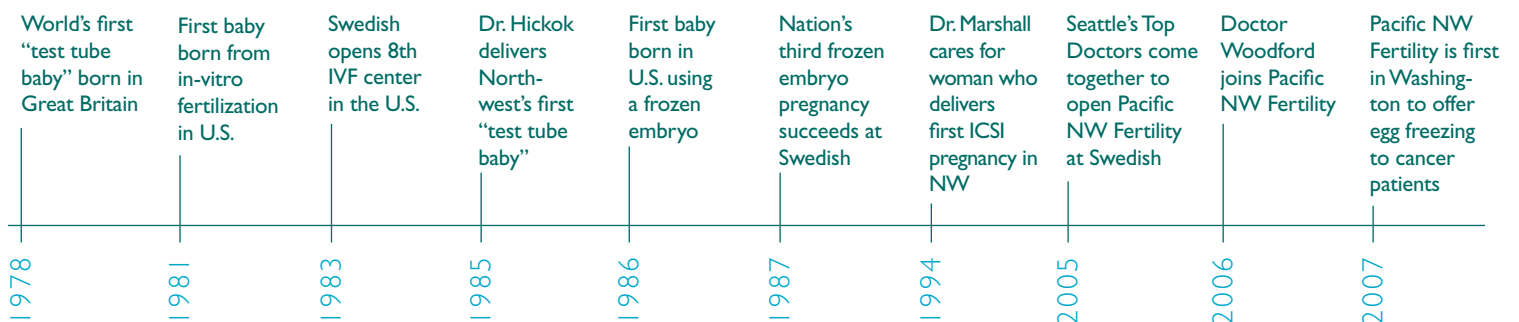 World’s first
“test tube
baby” born in
Great Britain
First baby
born from
in-vitro
fertilization
in U.S.
Swedish
opens 8th
IVF center
in the U.S.
Dr. Hickok
delivers
North-
west’s first
“test tube
baby”
First baby
born in
U.S. using
a frozen
embryo
Nation’s
third frozen
embryo
pregnancy
succeeds at
Swedish
Dr. Marshall
cares for
woman who
delivers
first ICSI
pregnancy in
NW
Seattle’s Top
Doctors come
together to
open Pacific
NW Fertility
at Swedish
Doctor
Woodford
joins Pacific
NW Fertility
Pacific NW
Fertility is first
in Washing-
ton to offer
egg freezing
to cancer
patients
1978
1981
1983
1985
1986
1987
1994
2005
2006
2007